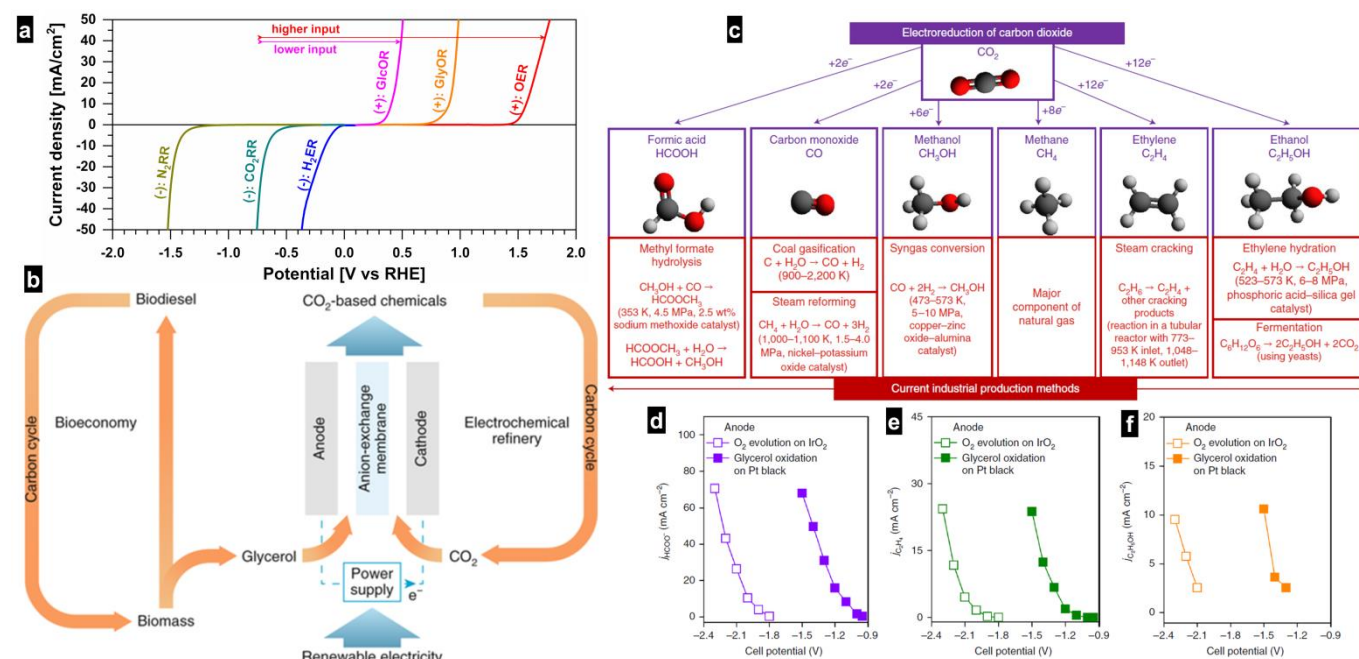 a
50
40
30
20
10
0
-10
-20
-30
-40
-50
Current density [mA/cm²]
higher input
lower input
(+): GlcOR
(+): GlyOR
(+): OER
(-): N₂RR
(-): CO₂RR
(-): H₂ER
-2.0 -1.5 -1.0 -0.5 0.0 0.5 1.0 1.5 2.0
Potential [V vs RHE]
b
Biodiesel
CO₂-based chemicals
Carbon cycle
Bioeconomy
Anode
Anion-exchange
membrane
Cathode
Electrochemical
refinery
Carbon cycle
Glycerol
CO₂
Power
supply
e⁻
Biomass
Renewable electricity
c
Electroreduction of carbon dioxide
CO₂
+2e⁻
+2e⁻
+6e⁻
+8e⁻
+12e⁻
+12e⁻
Formic acid
HCOOH
Methyl formate
hydrolysis
CH₃OH + CO →
HCOOCH₃
(353 K, 4.5 MPa, 2.5 wt%
sodium methoxide catalyst)
HCOOCH₃ + H₂O →
HCOOH + CH₃OH
Carbon monoxide
CO
Coal gasification
C + H₂O → CO + H₂
(900–2,200 K)
Steam reforming
CH₄ + H₂O → CO + 3H₂
(1,000–1,100 K, 1.5–4.0
MPa, nickel–potassium
oxide catalyst)
Methanol
CH₃OH
Syngas conversion
CO + 2H₂ → CH₃OH
(473–573 K,
5–10 MPa,
copper–zinc
oxide–alumina
catalyst)
Methane
CH₄
Major
component of
natural gas
Ethylene
C₂H₄
Steam cracking
C₂H₆ → C₂H₄ +
other cracking
products
(reaction in a tubular
reactor with 773–
953 K inlet, 1,048–
1,148 K outlet)
Ethanol
C₂H₅OH
Ethylene hydration
C₂H₄ + H₂O → C₂H₅OH
(523–573 K, 6–8 MPa,
phosphoric acid–silica gel
catalyst)
Fermentation
C₆H₁₂O₆ → 2C₂H₅OH + 2CO₂
(using yeasts)
Current industrial production methods
d
Anode
O₂ evolution on IrO₂
Glycerol oxidation
on Pt black
100
80
60
40
20
0
j HCOO⁻ (mA cm⁻²)
−2.4 −2.1 −1.8 −1.5 −1.2 −0.9
Cell potential (V)
e
Anode
O₂ evolution on IrO₂
Glycerol oxidation
on Pt black
45
30
15
0
j C₂H₄ (mA cm⁻²)
−2.4 −2.1 −1.8 −1.5 −1.2 −0.9
Cell potential (V)
f
Anode
O₂ evolution on IrO₂
Glycerol oxidation
on Pt black
20
15
10
5
0
j C₂H₅OH (mA cm⁻²)
−2.4 −2.1 −1.8 −1.5 −1.2 −0.9
Cell potential (V)